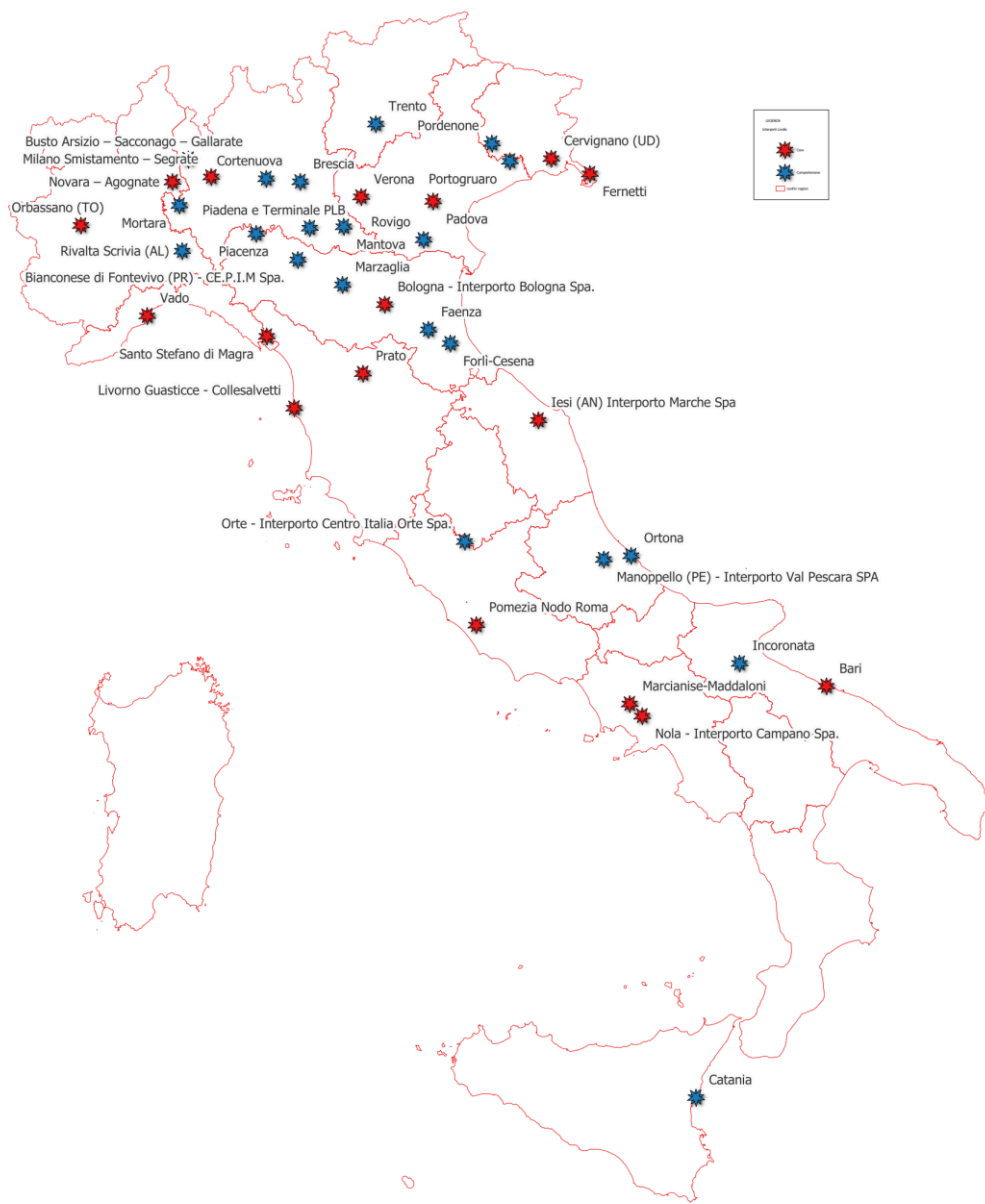 Trento
Pordenone
Busto Arsizio – Sacconago – Gallarate
Cervignano (UD)
Milano Smistamento – Segrate
Cortenuova
Brescia
Novara – Agognate
Verona
Portogruaro
Fernetti
Orbassano (TO)
Mortara
Piadena e Terminale PLB
Rovigo
Padova
Rivalta Scrivia (AL)
Piacenza
Mantova
Marzaglia
Bianconese di Fontevivo (PR) - CE.P.I.M Spa.
Bologna - Interporto Bologna Spa.
Vado
Faenza
Santo Stefano di Magra
Prato
Forlì-Cesena
Livorno Guasticce - Collesalvetti
Iesi (AN) Interporto Marche Spa
Orte - Interporto Centro Italia Orte Spa.
Ortona
Manoppello (PE) - Interporto Val Pescara SPA
Pomezia Nodo Roma
Incoronata
Marcianise-Maddaloni
Bari
Nola - Interporto Campano Spa.
Catania
LEGENDA
Core
Comprehensive